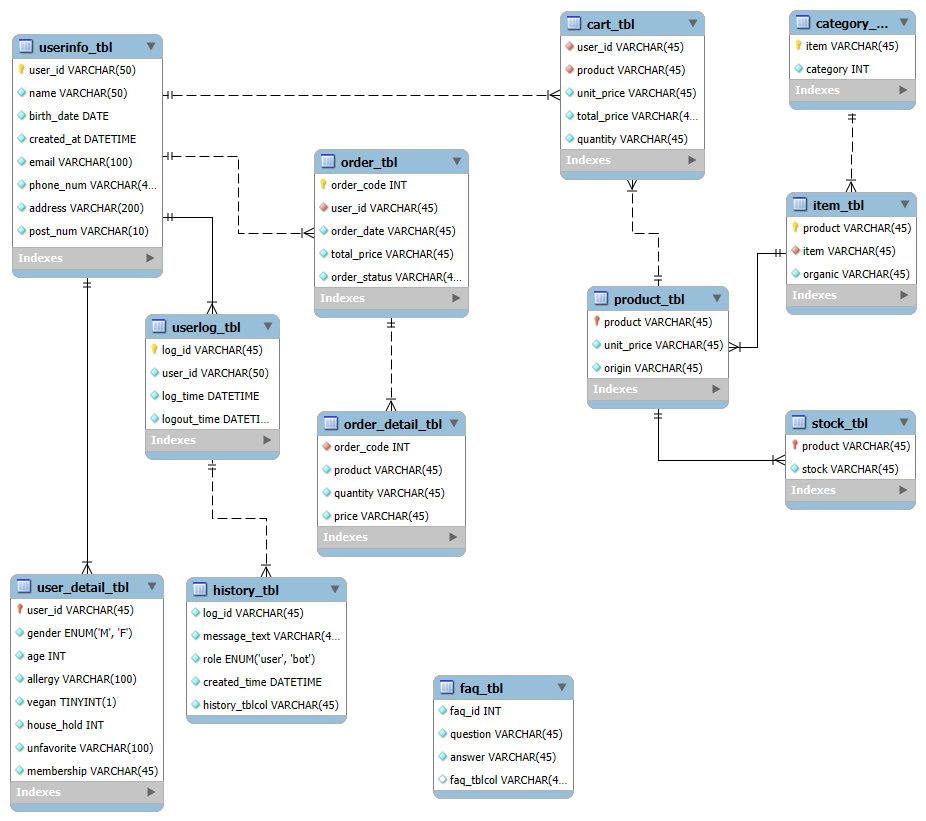 userinfo_tbl
user_id VARCHAR(50)
name VARCHAR(50)
birth_date DATE
created_at DATETIME
email VARCHAR(100)
phone_num VARCHAR(4...
address VARCHAR(200)
post_num VARCHAR(10)
Indexes
cart_tbl
user_id VARCHAR(45)
product VARCHAR(45)
unit_price VARCHAR(45)
total_price VARCHAR(4...
quantity VARCHAR(45)
Indexes
category_...
item VARCHAR(45)
category INT
Indexes
order_tbl
order_code INT
user_id VARCHAR(45)
order_date VARCHAR(45)
total_price VARCHAR(45)
order_status VARCHAR(4...
Indexes
item_tbl
product VARCHAR(45)
item VARCHAR(45)
organic VARCHAR(45)
Indexes
userlog_tbl
log_id VARCHAR(45)
user_id VARCHAR(50)
log_time DATETIME
logout_time DATETI...
Indexes
product_tbl
product VARCHAR(45)
unit_price VARCHAR(45)
origin VARCHAR(45)
Indexes
order_detail_tbl
order_code INT
product VARCHAR(45)
quantity VARCHAR(45)
price VARCHAR(45)
Indexes
stock_tbl
product VARCHAR(45)
stock VARCHAR(45)
Indexes
user_detail_tbl
user_id VARCHAR(45)
gender ENUM('M', 'F')
age INT
allergy VARCHAR(100)
vegan TINYINT(1)
house_hold INT
unfavorite VARCHAR(100)
membership VARCHAR(45)
Indexes
history_tbl
log_id VARCHAR(45)
message_text VARCHAR(4...
role ENUM('user', 'bot')
created_time DATETIME
history_tblcol VARCHAR(45)
faq_tbl
faq_id INT
question VARCHAR(45)
answer VARCHAR(45)
faq_tblcol VARCHAR(4...